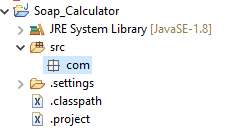 Soap_Calculator
JRE System Library [JavaSE-1.8]
src
com
.settings
.classpath
.project